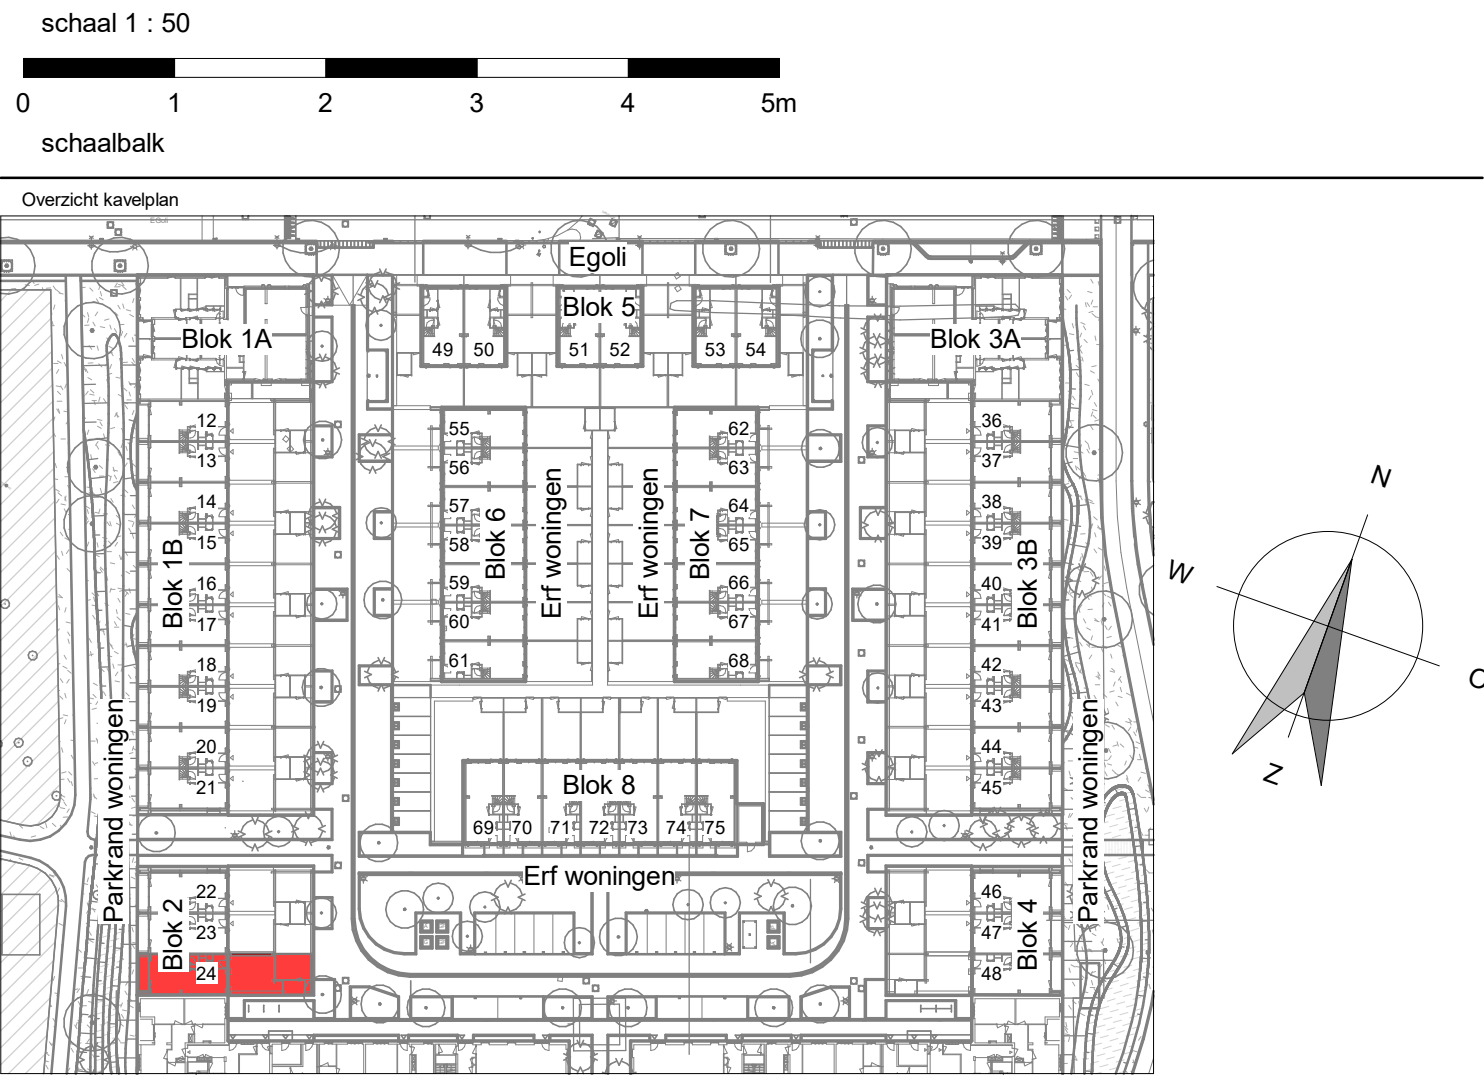 schaal 1 : 50
0 1 2 3 4 5m
schaalbalk
Overzicht kavelplan
EGoli
Egoli
Blok 5
Blok 1A
Blok 3A
49 50 51 52 53 54
12
13
14
15
16
17
18
19
20
21
Blok 1B
Parkrand woningen
55
56
57
58
59
60
61
Blok 6
Erf woningen
Erf woningen
Blok 7
62
63
64
65
66
67
68
36
37
38
39
40
41
42
43
44
45
Blok 3B
Parkrand woningen
Blok 8
69 70 71 72 73 74 75
Erf woningen
Blok 2
22
23
24
46
47
48
Blok 4
N
W
O
Z